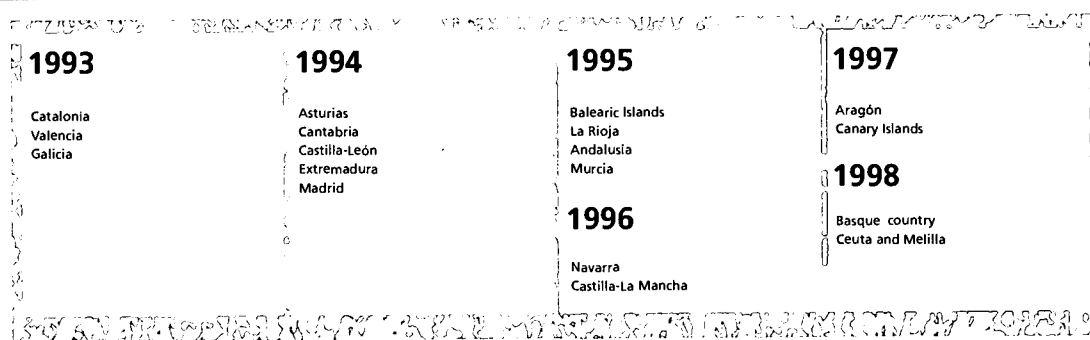 1993
Catalonia
Valencia
Galicia
1994
Asturias
Cantabria
Castilla-León
Extremadura
Madrid
1995
Balearic Islands
La Rioja
Andalusía
Murcia
1996
Navarra
Castilla-La Mancha
1997
Aragón
Canary Islands
1998
Basque country
Ceuta and Melilla